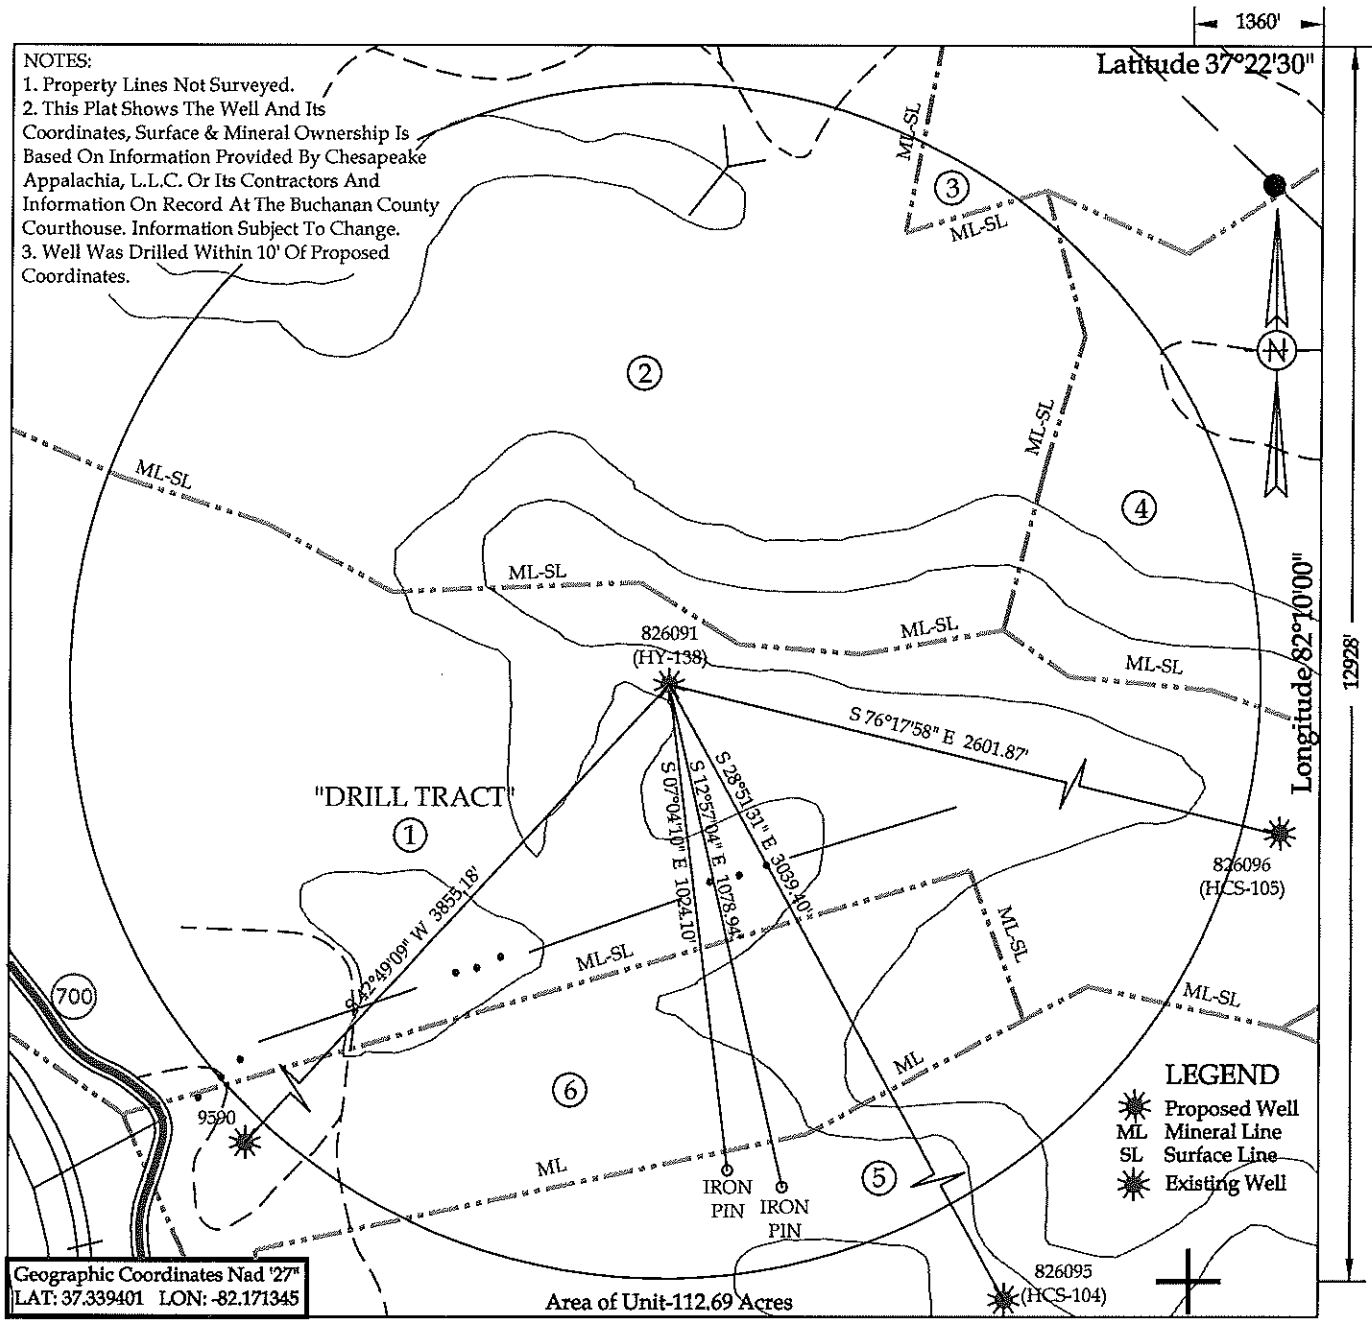 1360'
NOTES:
1. Property Lines Not Surveyed.
2. This Plat Shows The Well And Its
Coordinates, Surface & Mineral Ownership Is
Based On Information Provided By Chesapeake
Appalachia, L.L.C. Or Its Contractors And
Information On Record At The Buchanan County
Courthouse. Information Subject To Change.
3. Well Was Drilled Within 10' Of Proposed
Coordinates.
Latitude 37°22'30"
ML-SL
3
ML-SL
N
2
ML-SL
ML-SL
4
ML-SL
ML-SL
ML-SL
Longitude 82°10'00"
12928'
826091
(HY-138)
S 76°17'58" E 2601.87'
S 28°51'31" E 3039.40'
S 12°57'04" E 1078.94'
S 07°04'10" E 1024.10'
S 42°49'09" W 3855.18'
"DRILL TRACT"
1
826096
(HCS-105)
ML-SL
ML-SL
ML-SL
700
ML
6
9590
ML
5
IRON
PIN
IRON
PIN
LEGEND
Proposed Well
ML Mineral Line
SL Surface Line
Existing Well
826095
(HCS-104)
Geographic Coordinates Nad '27"
LAT: 37.339401 LON: -82.171345
Area of Unit-112.69 Acres